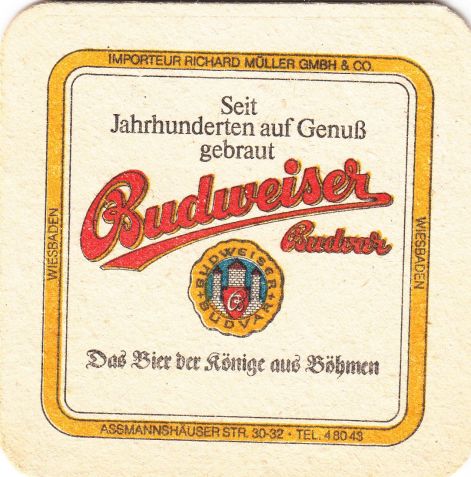 IMPORTEUR RICHARD MÜLLER GMBH & CO.
Seit
Jahrhunderten auf Genuß
gebraut
Budweiser
Budvar
WIESBADEN
WIESBADEN
BUDWEISER
BUDVAR
Das Bier der Könige aus Böhmen
ASSMANNSHÄUSER STR. 30-32 · TEL. 4 80 43